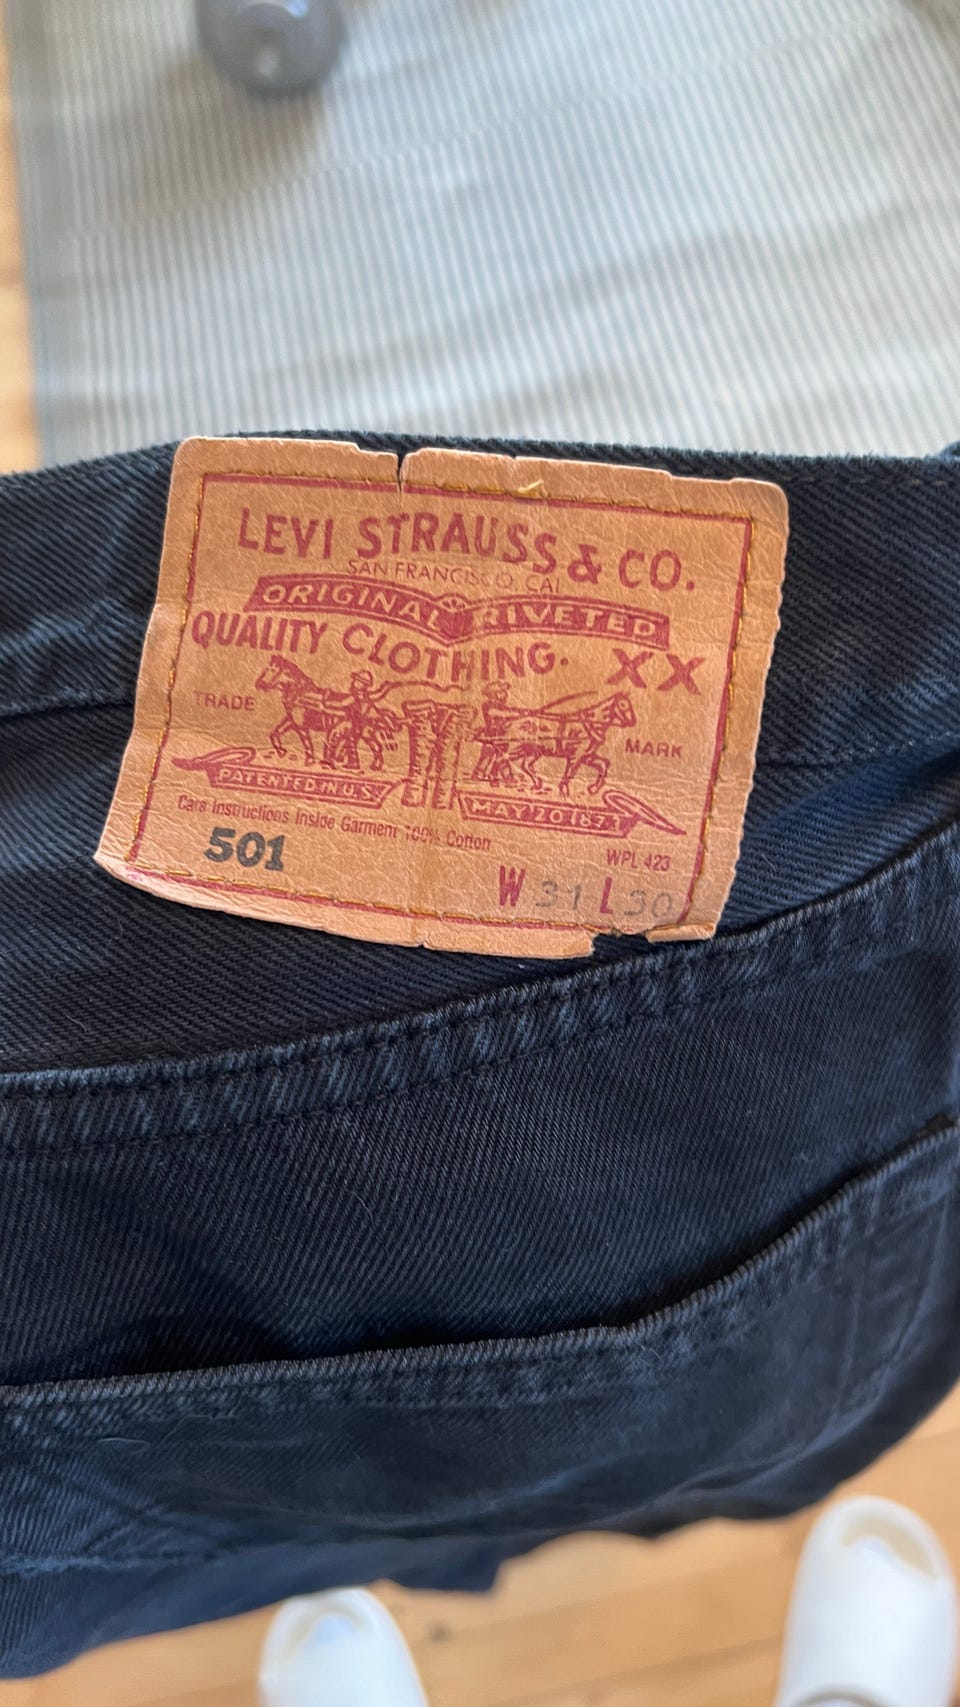 LEVI STRAUSS & CO.
SAN FRANCISCO, CAL
ORIGINAL RIVETED
QUALITY CLOTHING. XX
TRADE MARK
PATENTED IN U.S. MAY 20 1873
Care Instructions Inside Garment 100% Cotton
501 WPL 423
W 31 L 30